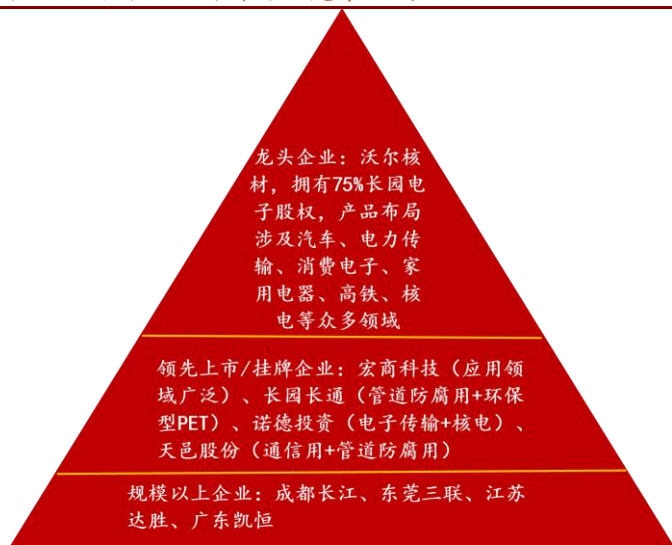 龙头企业：沃尔核
材，拥有75%长园电
子股权，产品布局
涉及汽车、电力传
输、消费电子、家
用电器、高铁、核
电等众多领域
领先上市/挂牌企业：宏商科技（应用领
域广泛）、长园长通（管道防腐用+环保
型PET）、诺德投资（电子传输+核电）、
天邑股份（通信用+管道防腐用）
规模以上企业：成都长江、东莞三联、江苏
达胜、广东凯恒